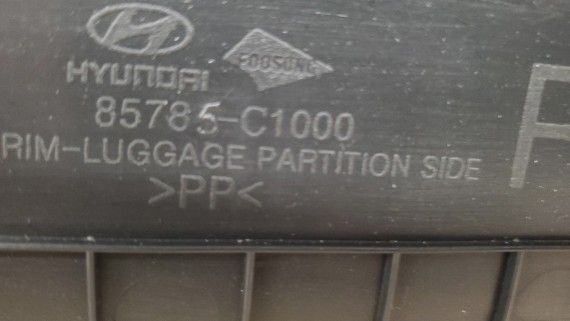 FOOSUNG
HYUNDAI
85785-C1000
RIM-LUGGAGE PARTITION SIDE
>PP<
R